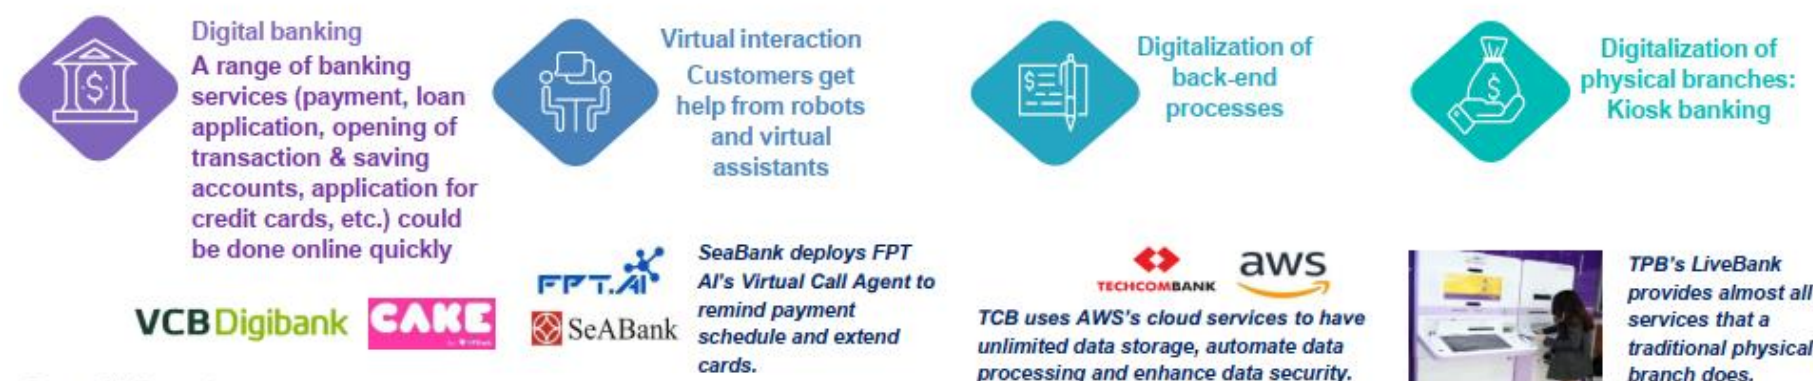 Digital banking
A range of banking
services (payment, loan
application, opening of
transaction & saving
accounts, application for
credit cards, etc.) could
be done online quickly
VCB Digibank
CAKE
Virtual interaction
Customers get
help from robots
and virtual
assistants
FPT.AI
SeABank
SeaBank deploys FPT
AI's Virtual Call Agent to
remind payment
schedule and extend
cards.
Digitalization of
back-end
processes
TECHCOMBANK
aws
TCB uses AWS's cloud services to have
unlimited data storage, automate data
processing and enhance data security.
Digitalization of
physical branches:
Kiosk banking
TPB's LiveBank
provides almost all
services that a
traditional physical
branch does.